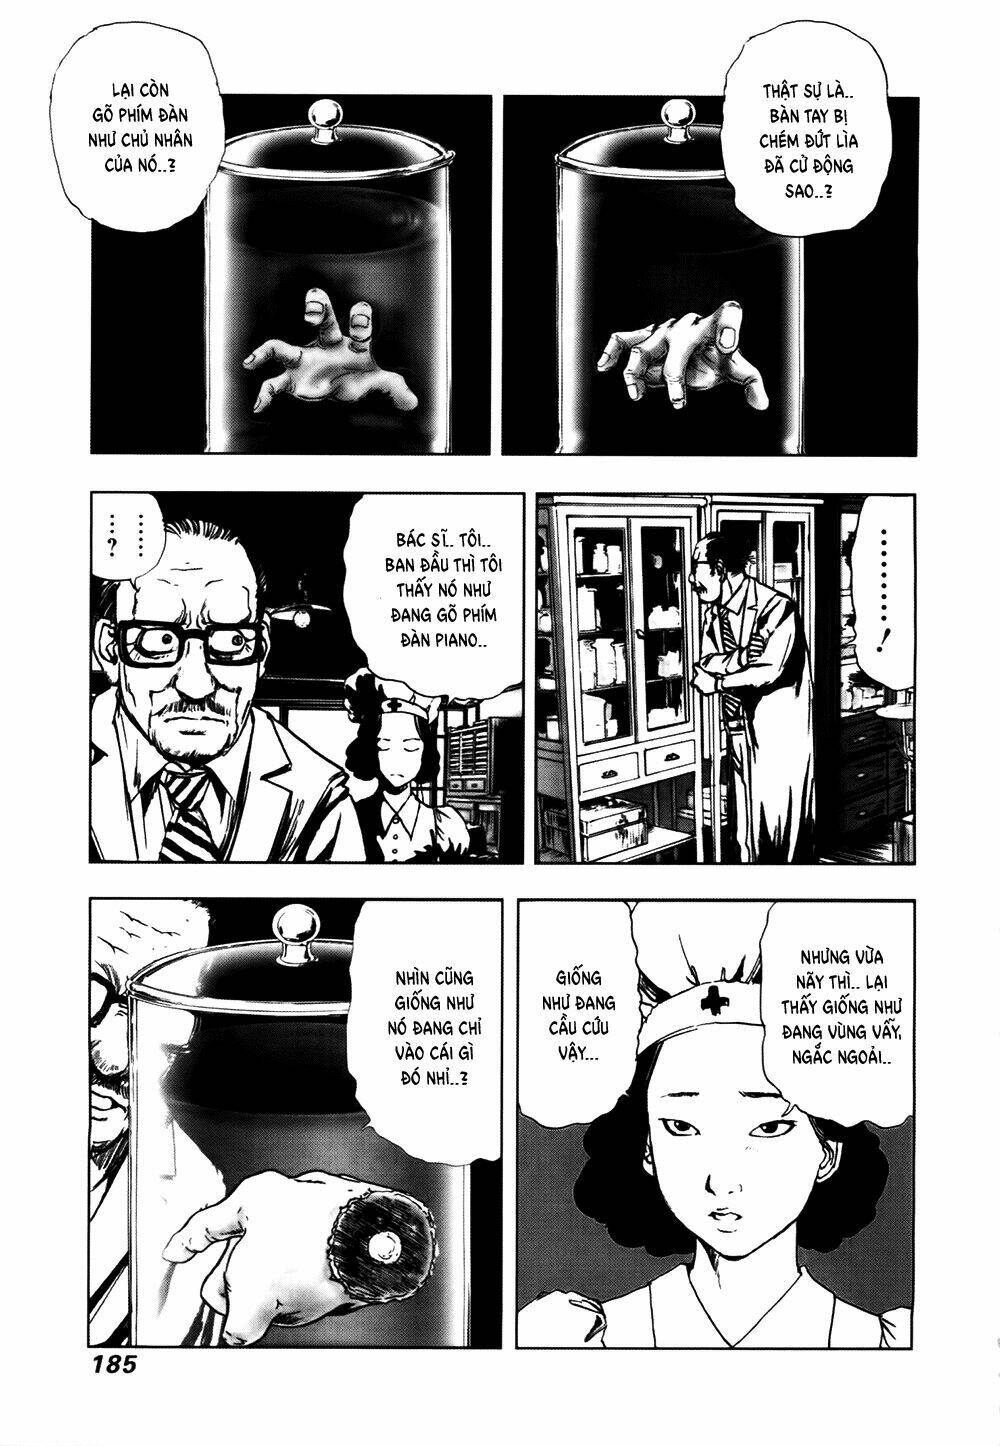 THẬT SỰ LÀ..
BÀN TAY BỊ
CHÉM ĐỨT LÌA
ĐÃ CỬ ĐỘNG
SAO..?
LẠI CÒN
GÕ PHÍM ĐÀN
NHƯ CHỦ NHÂN
CỦA NÓ..?
.........!
BÁC SĨ.. TÔI..
BAN ĐẦU THÌ TÔI
THẤY NÓ NHƯ
ĐANG GÕ PHÍM
ĐÀN PIANO..
......
......?
NHƯNG VỪA
NÃY THÌ.. LẠI
THẤY GIỐNG NHƯ
ĐANG VÙNG VẪY,
NGẮC NGOẢI..
GIỐNG
NHƯ ĐANG
CẦU CỨU
VẬY...
NHÌN CŨNG
GIỐNG NHƯ
NÓ ĐANG CHỈ
VÀO CÁI GÌ
ĐÓ NHỈ..?
185